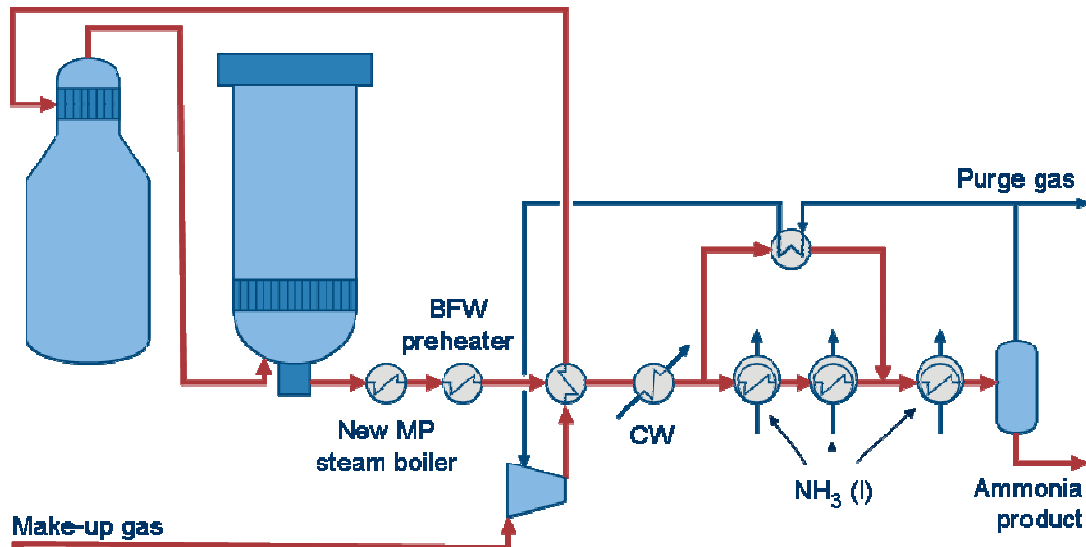 Purge gas
BFW
preheater
New MP
steam boiler
CW
NH₃ (l)
Ammonia
product
Make-up gas